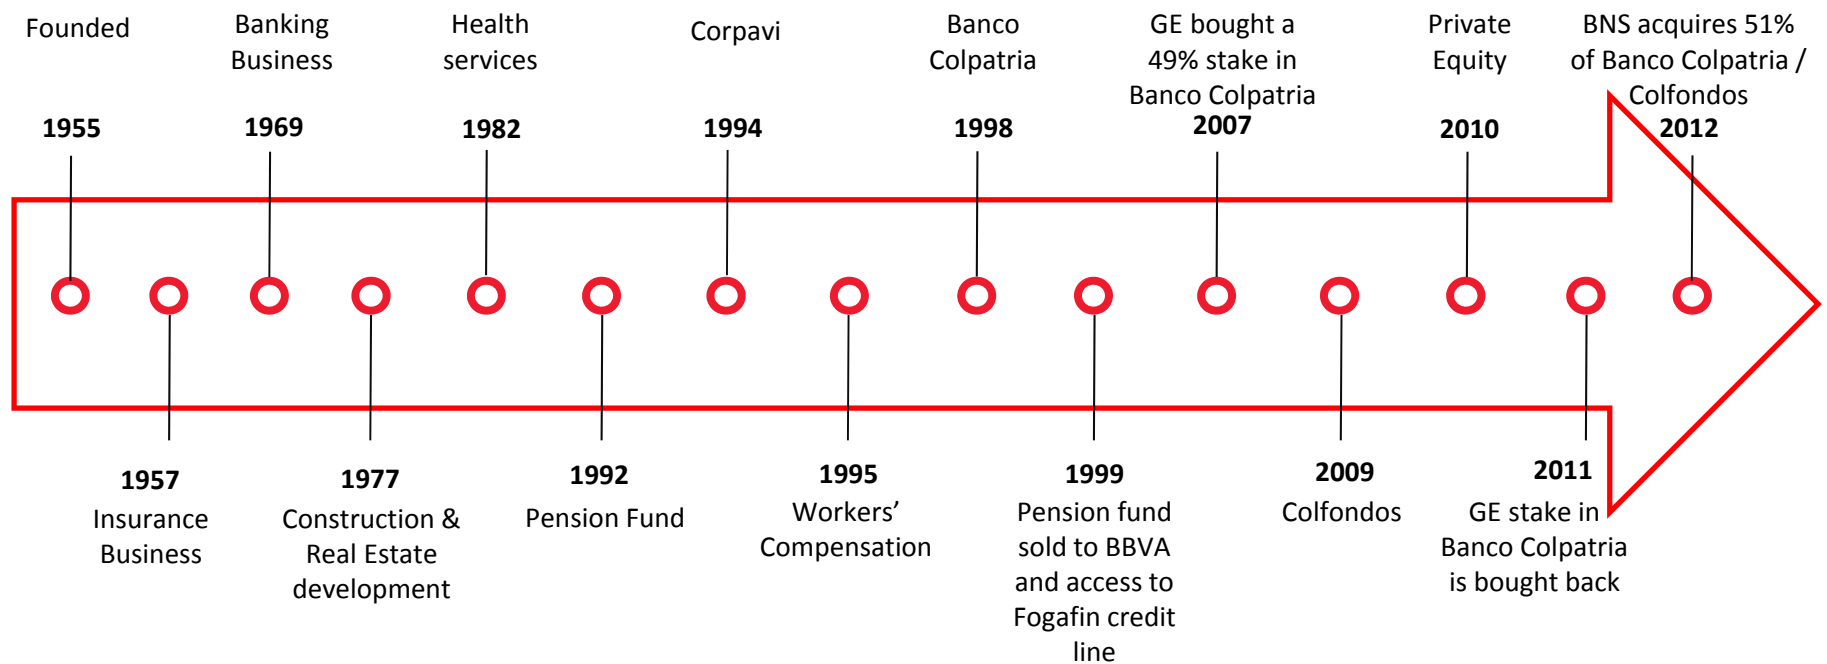 Founded
1955
Banking
Business
1969
Health
services
1982
Corpavi
1994
Banco
Colpatria
1998
GE bought a
49% stake in
Banco Colpatria
2007
Private
Equity
2010
BNS acquires 51%
of Banco Colpatria /
Colfondos
2012
1957
Insurance
Business
1977
Construction &
Real Estate
development
1992
Pension Fund
1995
Workers’
Compensation
1999
Pension fund
sold to BBVA
and access to
Fogafin credit
line
2009
Colfondos
2011
GE stake in
Banco Colpatria
is bought back